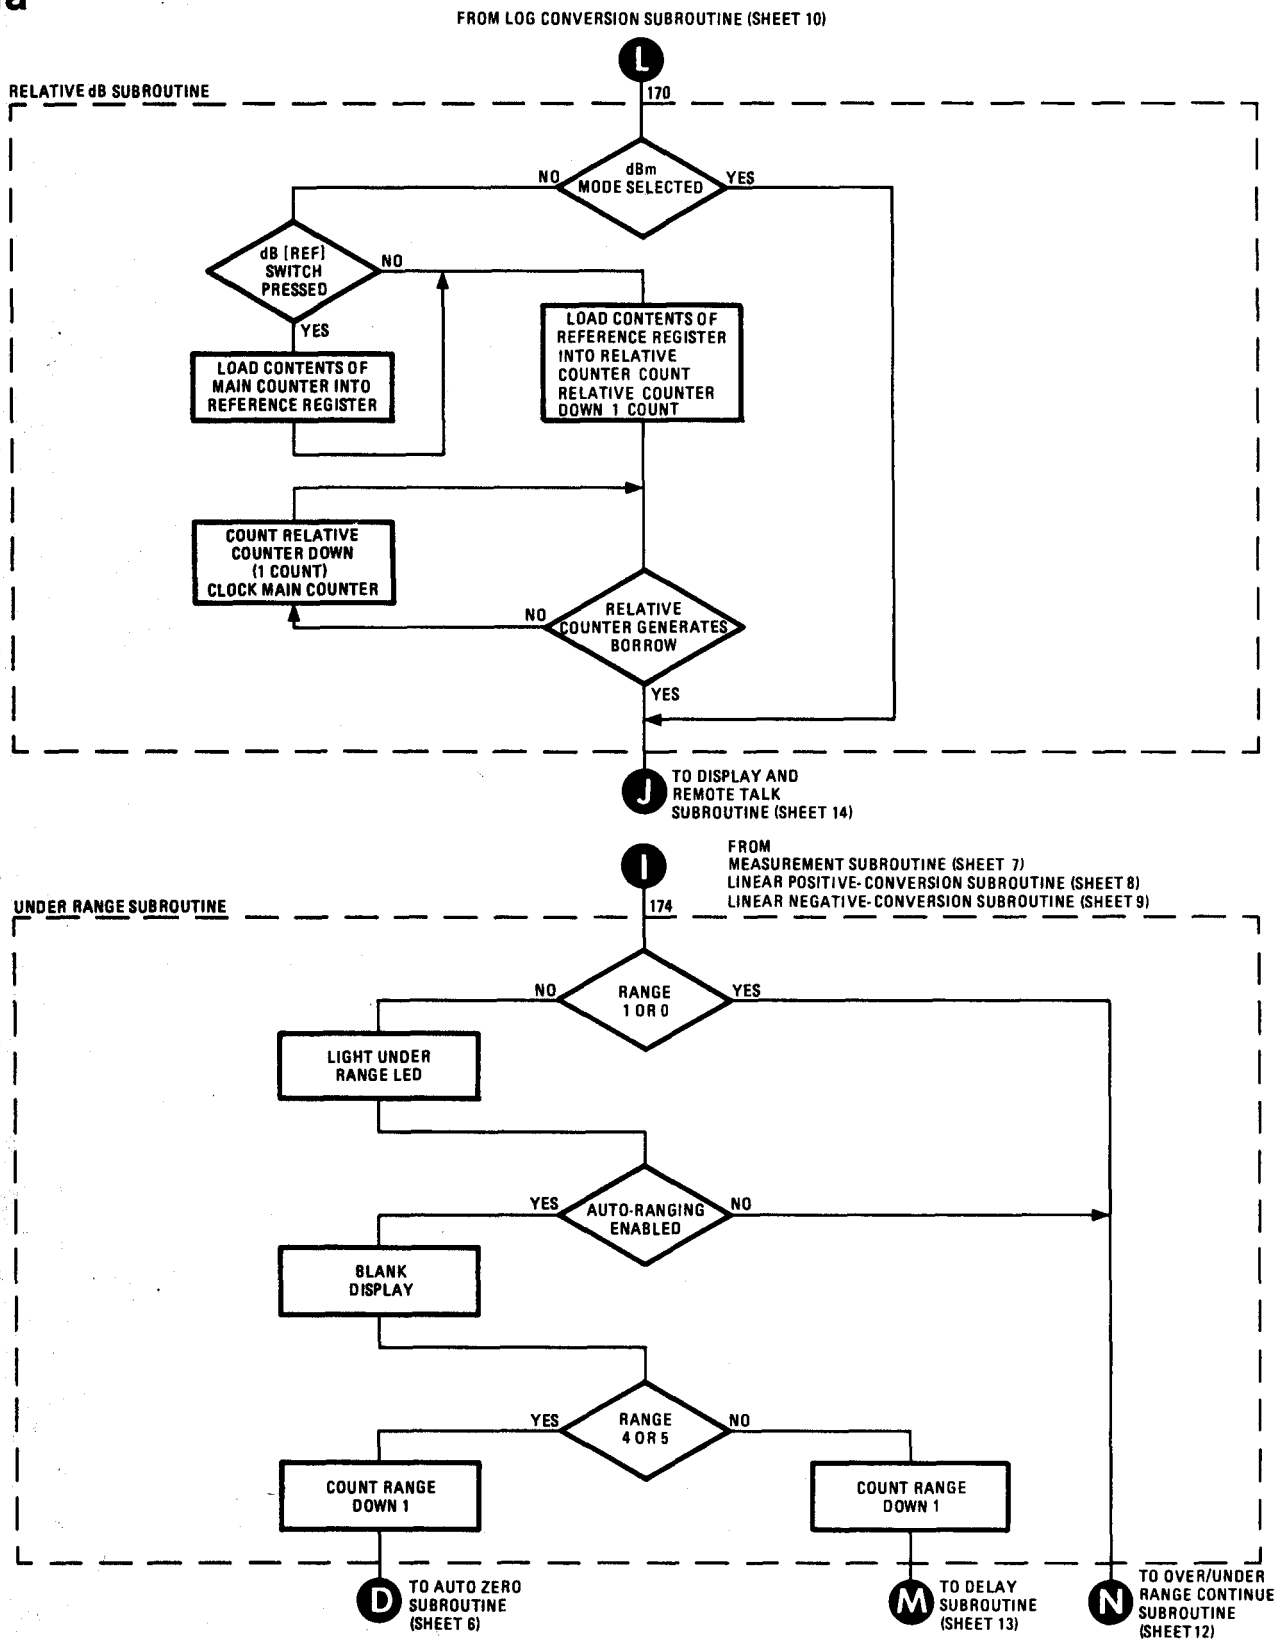 FROM LOG CONVERSION SUBROUTINE (SHEET 10)
L
170
RELATIVE dB SUBROUTINE
dBm
MODE SELECTED
NO
YES
dB [REF]
SWITCH
PRESSED
NO
YES
LOAD CONTENTS OF
MAIN COUNTER INTO
REFERENCE REGISTER
LOAD CONTENTS OF
REFERENCE REGISTER
INTO RELATIVE
COUNTER COUNT
RELATIVE COUNTER
DOWN 1 COUNT
COUNT RELATIVE
COUNTER DOWN
(1 COUNT)
CLOCK MAIN COUNTER
NO
RELATIVE
COUNTER GENERATES
BORROW
YES
J
TO DISPLAY AND
REMOTE TALK
SUBROUTINE (SHEET 14)
I
FROM
MEASUREMENT SUBROUTINE (SHEET 7)
LINEAR POSITIVE-CONVERSION SUBROUTINE (SHEET 8)
LINEAR NEGATIVE-CONVERSION SUBROUTINE (SHEET 9)
174
UNDER RANGE SUBROUTINE
NO
RANGE
1 OR 0
YES
LIGHT UNDER
RANGE LED
YES
AUTO-RANGING
ENABLED
NO
BLANK
DISPLAY
YES
RANGE
4 OR 5
NO
COUNT RANGE
DOWN 1
COUNT RANGE
DOWN 1
D
TO AUTO ZERO
SUBROUTINE
(SHEET 6)
M
TO DELAY
SUBROUTINE
(SHEET 13)
N
TO OVER/UNDER
RANGE CONTINUE
SUBROUTINE
(SHEET 12)